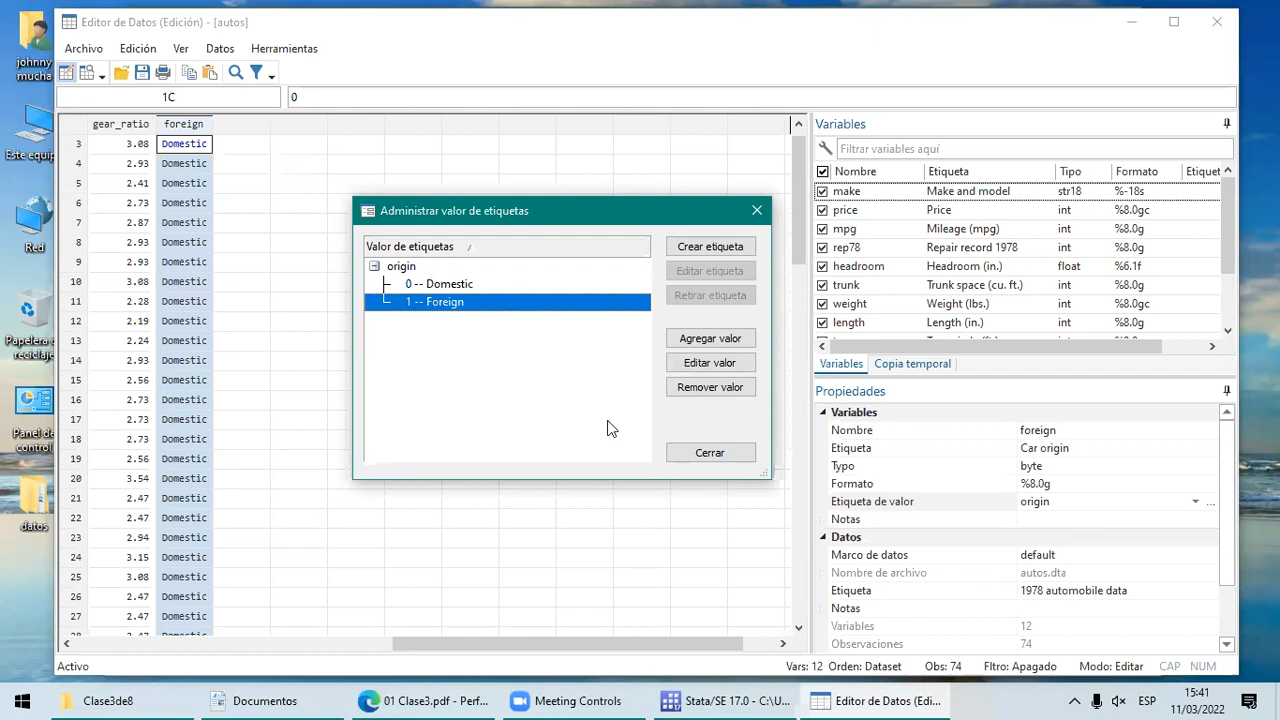 johnny
mucha
Este equip
Red
Papelera d
reciclaje
Panel de
control
datos
Editor de Datos (Edición) - [autos]
Archivo Edición Ver Datos Herramientas
1C 0
gear_ratio foreign
3 3.08 Domestic
4 2.93 Domestic
5 2.41 Domestic
6 2.73 Domestic
7 2.87 Domestic
8 2.93 Domestic
9 2.93 Domestic
10 3.08 Domestic
11 2.28 Domestic
12 2.19 Domestic
13 2.24 Domestic
14 2.93 Domestic
15 2.56 Domestic
16 2.73 Domestic
17 2.73 Domestic
18 2.73 Domestic
19 2.56 Domestic
20 3.54 Domestic
21 2.47 Domestic
22 2.47 Domestic
23 2.94 Domestic
24 3.15 Domestic
25 3.08 Domestic
26 2.47 Domestic
27 2.47 Domestic
Administrar valor de etiquetas
Valor de etiquetas
origin
0 -- Domestic
1 -- Foreign
Crear etiqueta
Editar etiqueta
Retirar etiqueta
Agregar valor
Editar valor
Remover valor
Cerrar
Variables
Filtrar variables aquí
Nombre Etiqueta Tipo Formato Etiquet
make Make and model str18 %-18s
price Price int %8.0gc
mpg Mileage (mpg) int %8.0g
rep78 Repair record 1978 int %8.0g
headroom Headroom (in.) float %6.1f
trunk Trunk space (cu. ft.) int %8.0g
weight Weight (lbs.) int %8.0gc
length Length (in.) int %8.0g
Variables Copia temporal
Propiedades
Variables
Nombre foreign
Etiqueta Car origin
Typo byte
Formato %8.0g
Etiqueta de valor origin ...
Notas
Datos
Marco de datos default
Nombre de archivo autos.dta
Etiqueta 1978 automobile data
Notas
Variables 12
Observaciones 74
Activo Vars: 12 Orden: Dataset Obs: 74 Fltro: Apagado Modo: Editar CAP NUM
Clase3tr8 Documentos 01 Clase3.pdf - Perf... Meeting Controls Stata/SE 17.0 - C:\U... Editor de Datos (Edi... ESP 15:41
11/03/2022